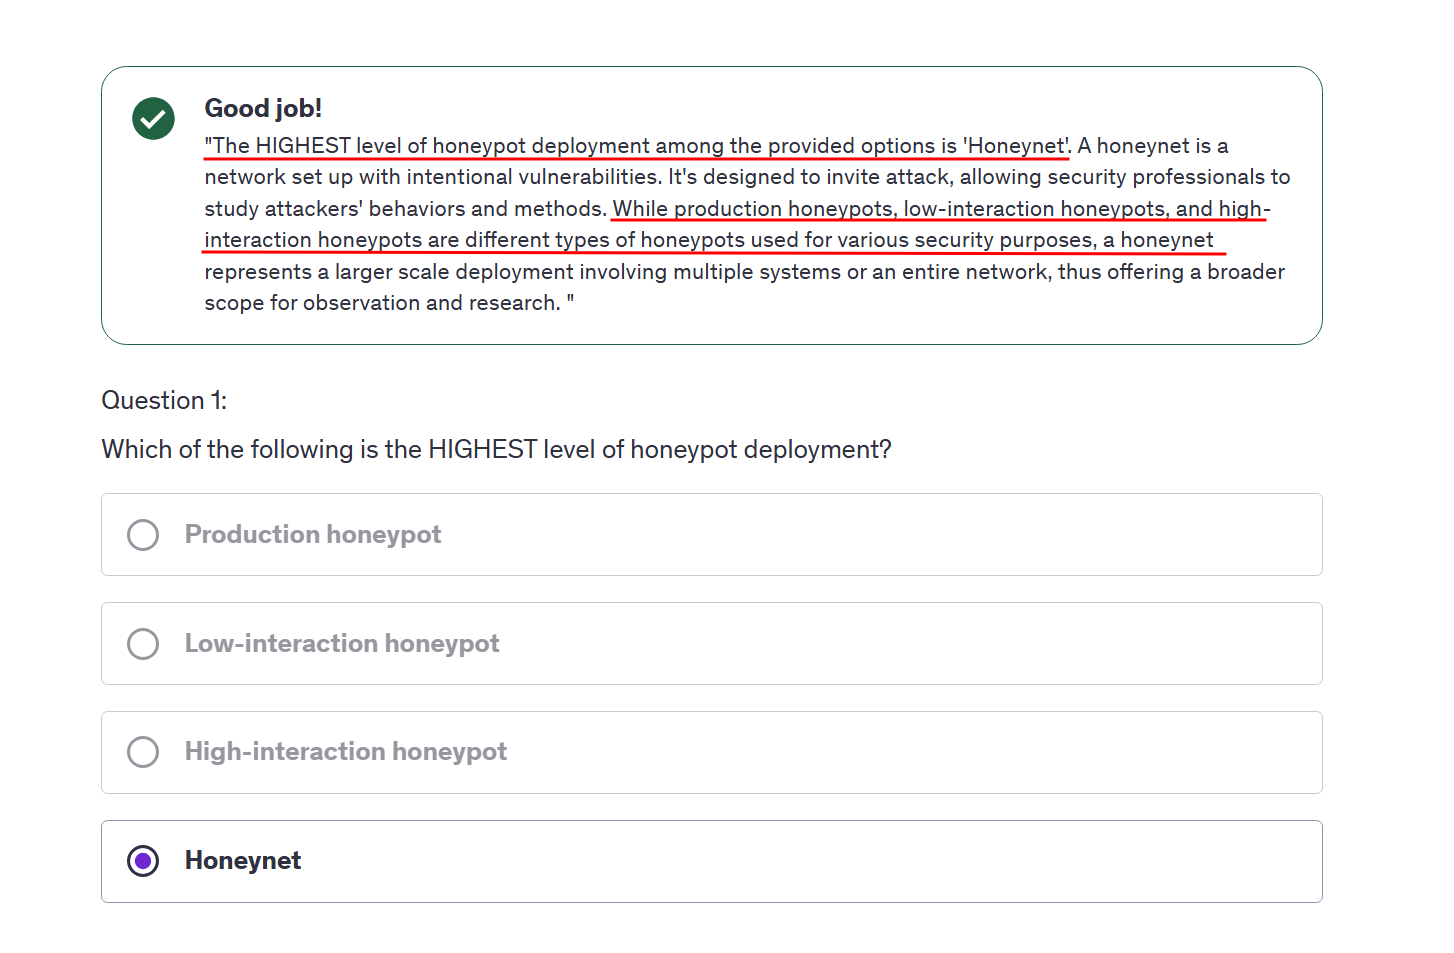 Good job!
"The HIGHEST level of honeypot deployment among the provided options is 'Honeynet'. A honeynet is a
network set up with intentional vulnerabilities. It's designed to invite attack, allowing security professionals to
study attackers' behaviors and methods. While production honeypots, low-interaction honeypots, and high-
interaction honeypots are different types of honeypots used for various security purposes, a honeynet
represents a larger scale deployment involving multiple systems or an entire network, thus offering a broader
scope for observation and research. "
Question 1:
Which of the following is the HIGHEST level of honeypot deployment?
Production honeypot
Low-interaction honeypot
High-interaction honeypot
Honeynet